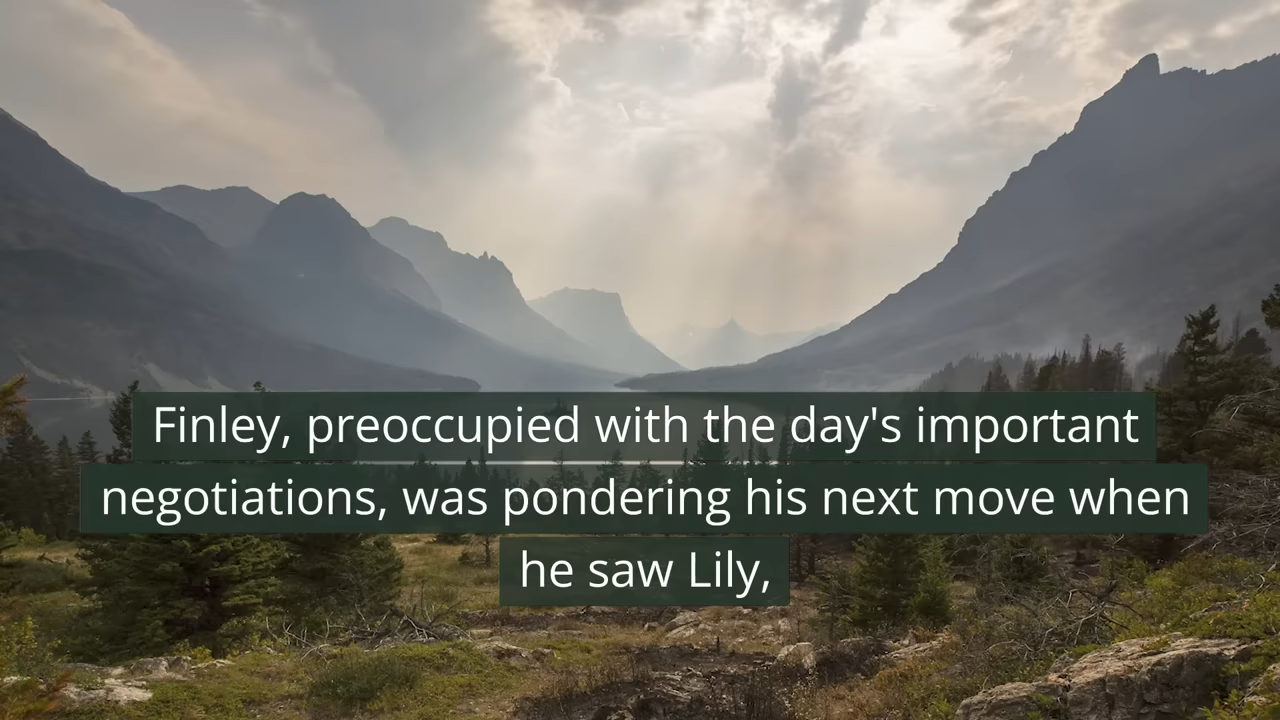 Finley, preoccupied with the day's important
negotiations, was pondering his next move when
he saw Lily,